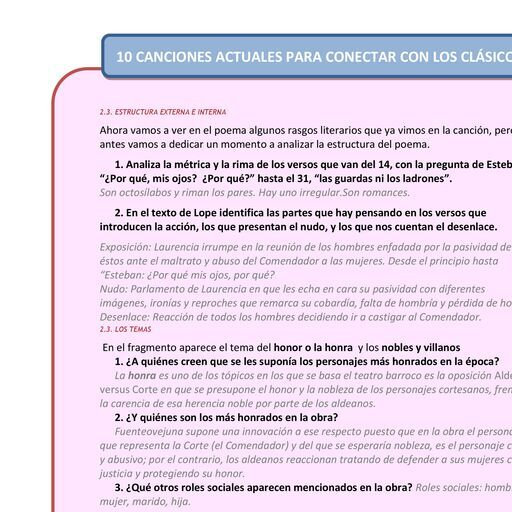 10 CANCIONES ACTUALES PARA CONECTAR CON LOS CLÁSICO
2.3. ESTRUCTURA EXTERNA E INTERNA
Ahora vamos a ver en el poema algunos rasgos literarios que ya vimos en la canción, pero
antes vamos a dedicar un momento a analizar la estructura del poema.
1. Analiza la métrica y la rima de los versos que van del 14, con la pregunta de Esteb
“¿Por qué, mis ojos? ¿Por qué?” hasta el 31, “las guardas ni los ladrones”.
Son octosílabos y riman los pares. Hay uno irregular.Son romances.
2. En el texto de Lope identifica las partes que hay pensando en los versos que
introducen la acción, los que presentan el nudo, y los que nos cuentan el desenlace.
Exposición: Laurencia irrumpe en la reunión de los hombres enfadada por la pasividad de
éstos ante el maltrato y abuso del Comendador a las mujeres. Desde el principio hasta
“Esteban: ¿Por qué mis ojos, por qué?
Nudo: Parlamento de Laurencia en que les echa en cara su pasividad con diferentes
imágenes, ironías y reproches que remarca su cobardía, falta de hombría y pérdida de ho
Desenlace: Reacción de todos los hombres decidiendo ir a castigar al Comendador.
2.3. LOS TEMAS
En el fragmento aparece el tema del honor o la honra y los nobles y villanos
1. ¿A quiénes creen que se les suponía los personajes más honrados en la época?
La honra es uno de los tópicos en los que se basa el teatro barroco es la oposición Alde
versus Corte en que se presupone el honor y la nobleza de los personajes cortesanos, fren
la carencia de esa herencia noble por parte de los aldeanos.
2. ¿Y quiénes son los más honrados en la obra?
Fuenteovejuna supone una innovación a ese respecto puesto que en la obra el persona
que representa la Corte (el Comendador) y del que se esperaría nobleza, es el personaje c
y abusivo; por el contrario, los aldeanos reaccionan tratando de defender a sus mujeres c
justicia y protegiendo su honor.
3. ¿Qué otros roles sociales aparecen mencionados en la obra? Roles sociales: homb
mujer, marido, hija.